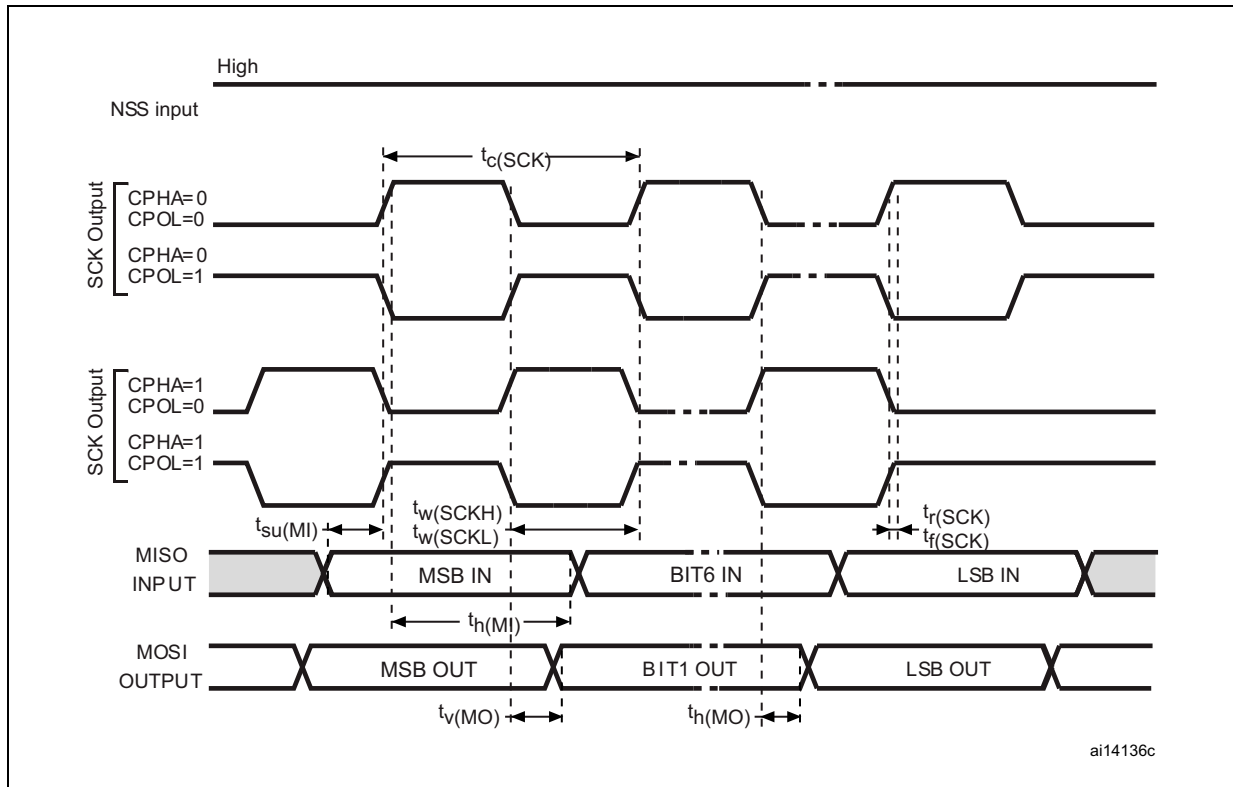 High
NSS input
tc(SCK)
SCK Output
CPHA=0
CPOL=0
CPHA=0
CPOL=1
SCK Output
CPHA=1
CPOL=0
CPHA=1
CPOL=1
tsu(MI)
tw(SCKH)
tw(SCKL)
tr(SCK)
tf(SCK)
MISO
INPUT
MSB IN
BIT6 IN
LSB IN
th(MI)
MOSI
OUTPUT
MSB OUT
BIT1 OUT
LSB OUT
tv(MO)
th(MO)
ai14136c